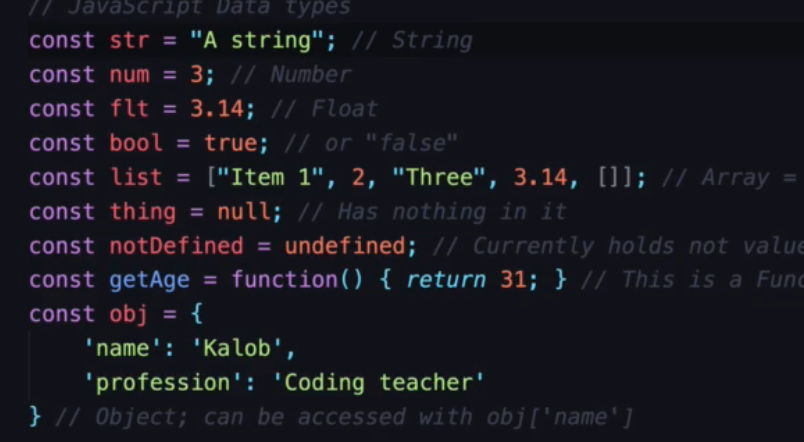 // JavaScript Data types
const str = "A string"; // String
const num = 3; // Number
const flt = 3.14; // Float
const bool = true; // or "false"
const list = ["Item 1", 2, "Three", 3.14, []]; // Array =
const thing = null; // Has nothing in it
const notDefined = undefined; // Currently holds not value
const getAge = function() { return 31; } // This is a Func
const obj = {
    'name': 'Kalob',
    'profession': 'Coding teacher'
} // Object; can be accessed with obj['name']